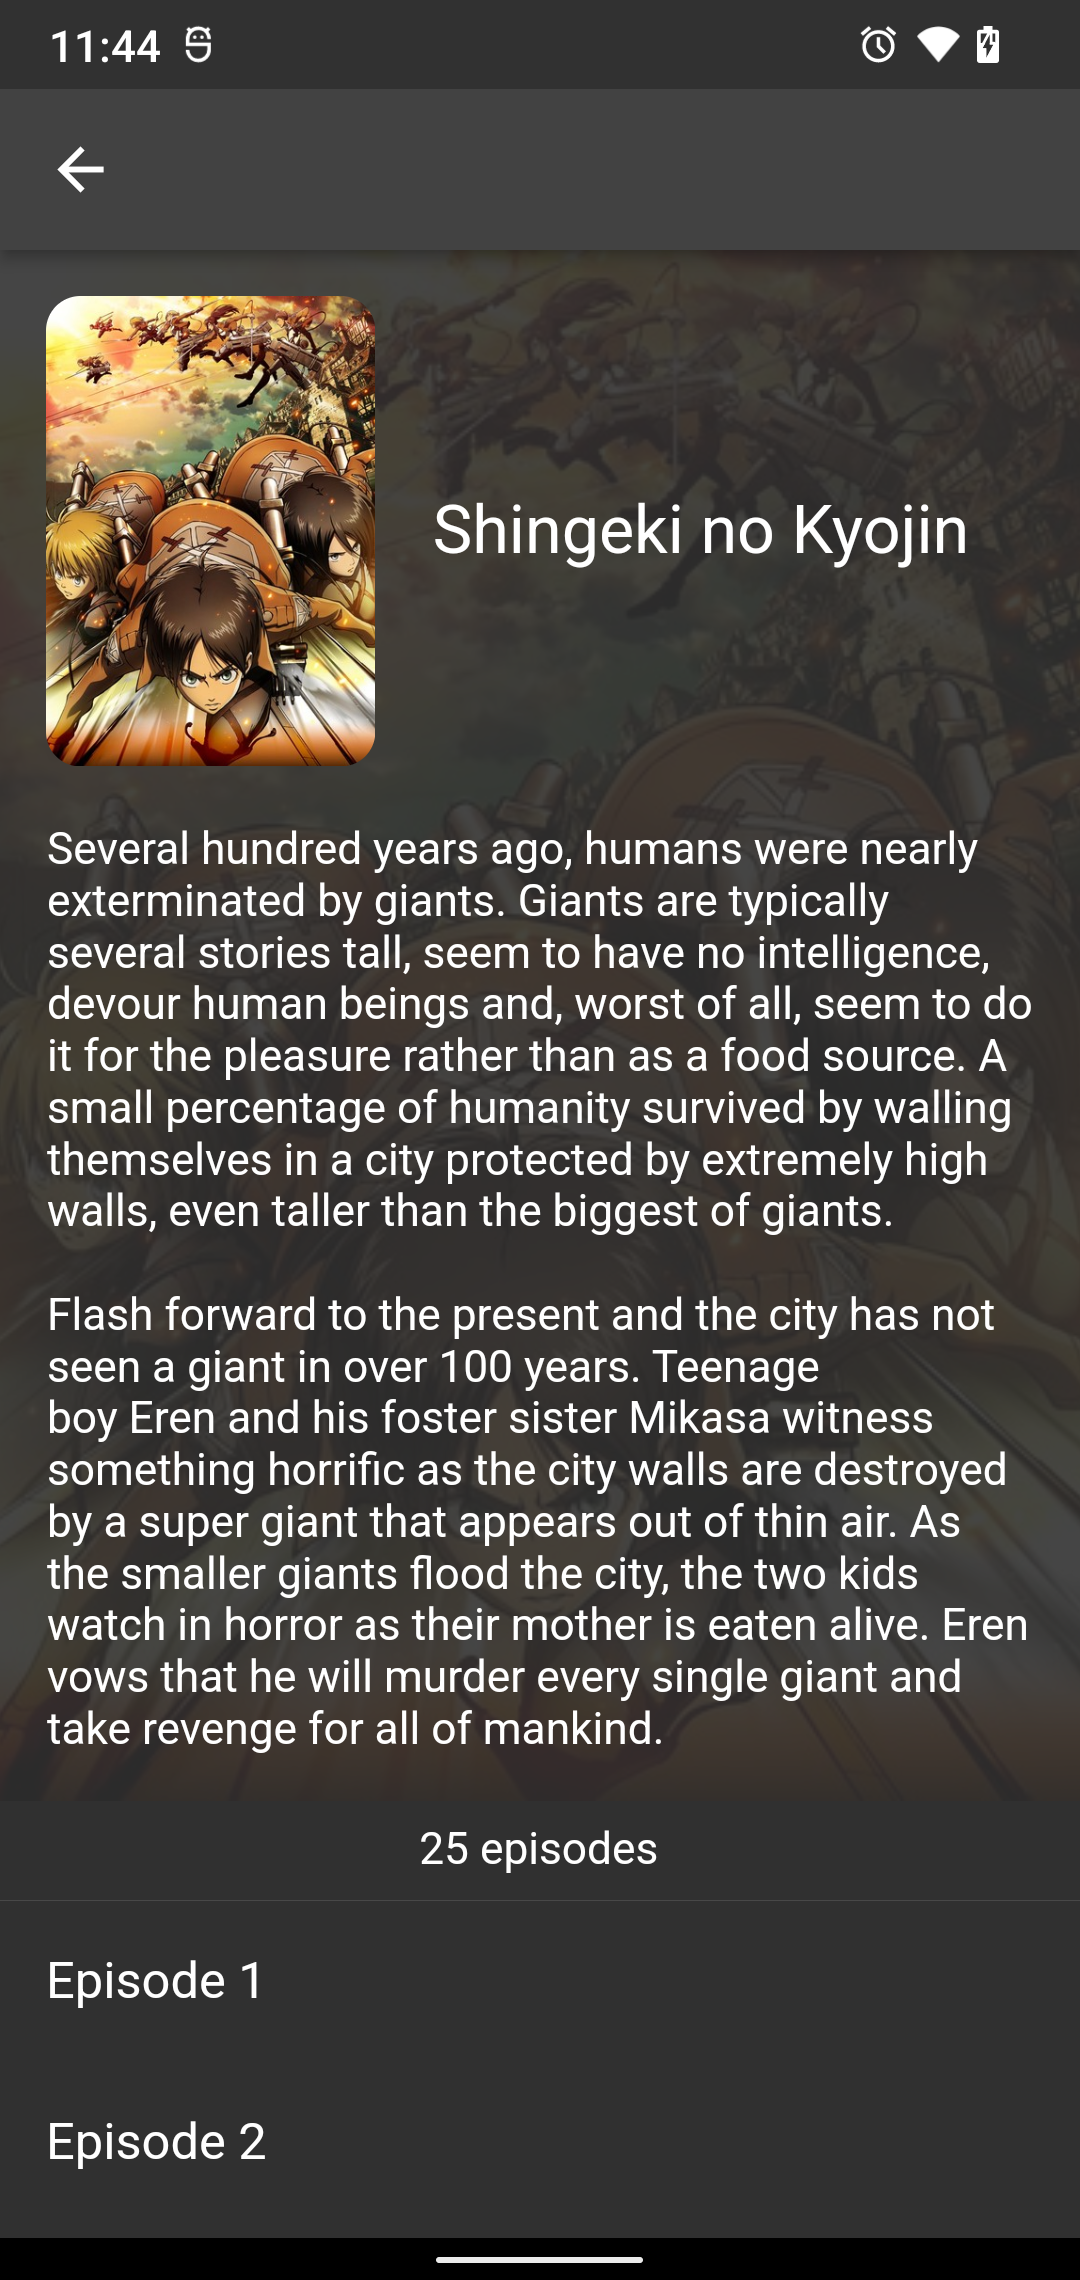 11:44
Shingeki no Kyojin
Several hundred years ago, humans were nearly
exterminated by giants. Giants are typically
several stories tall, seem to have no intelligence,
devour human beings and, worst of all, seem to do
it for the pleasure rather than as a food source. A
small percentage of humanity survived by walling
themselves in a city protected by extremely high
walls, even taller than the biggest of giants.
Flash forward to the present and the city has not
seen a giant in over 100 years. Teenage
boy Eren and his foster sister Mikasa witness
something horrific as the city walls are destroyed
by a super giant that appears out of thin air. As
the smaller giants flood the city, the two kids
watch in horror as their mother is eaten alive. Eren
vows that he will murder every single giant and
take revenge for all of mankind.
25 episodes
Episode 1
Episode 2